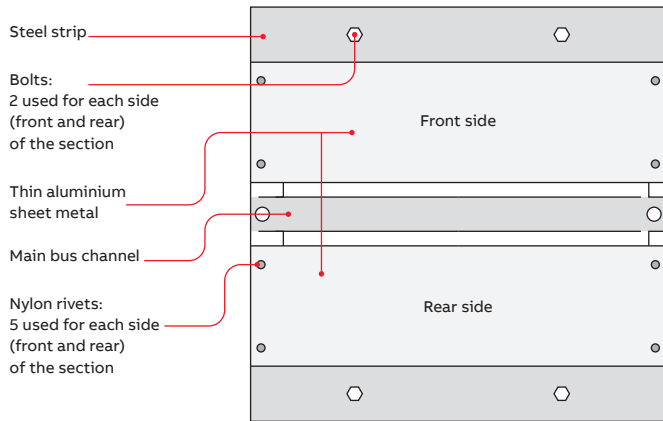 Steel strip
Bolts:
2 used for each side
(front and rear)
of the section
Front side
Thin aluminium
sheet metal
Main bus channel
Nylon rivets:
5 used for each side
(front and rear)
of the section
Rear side